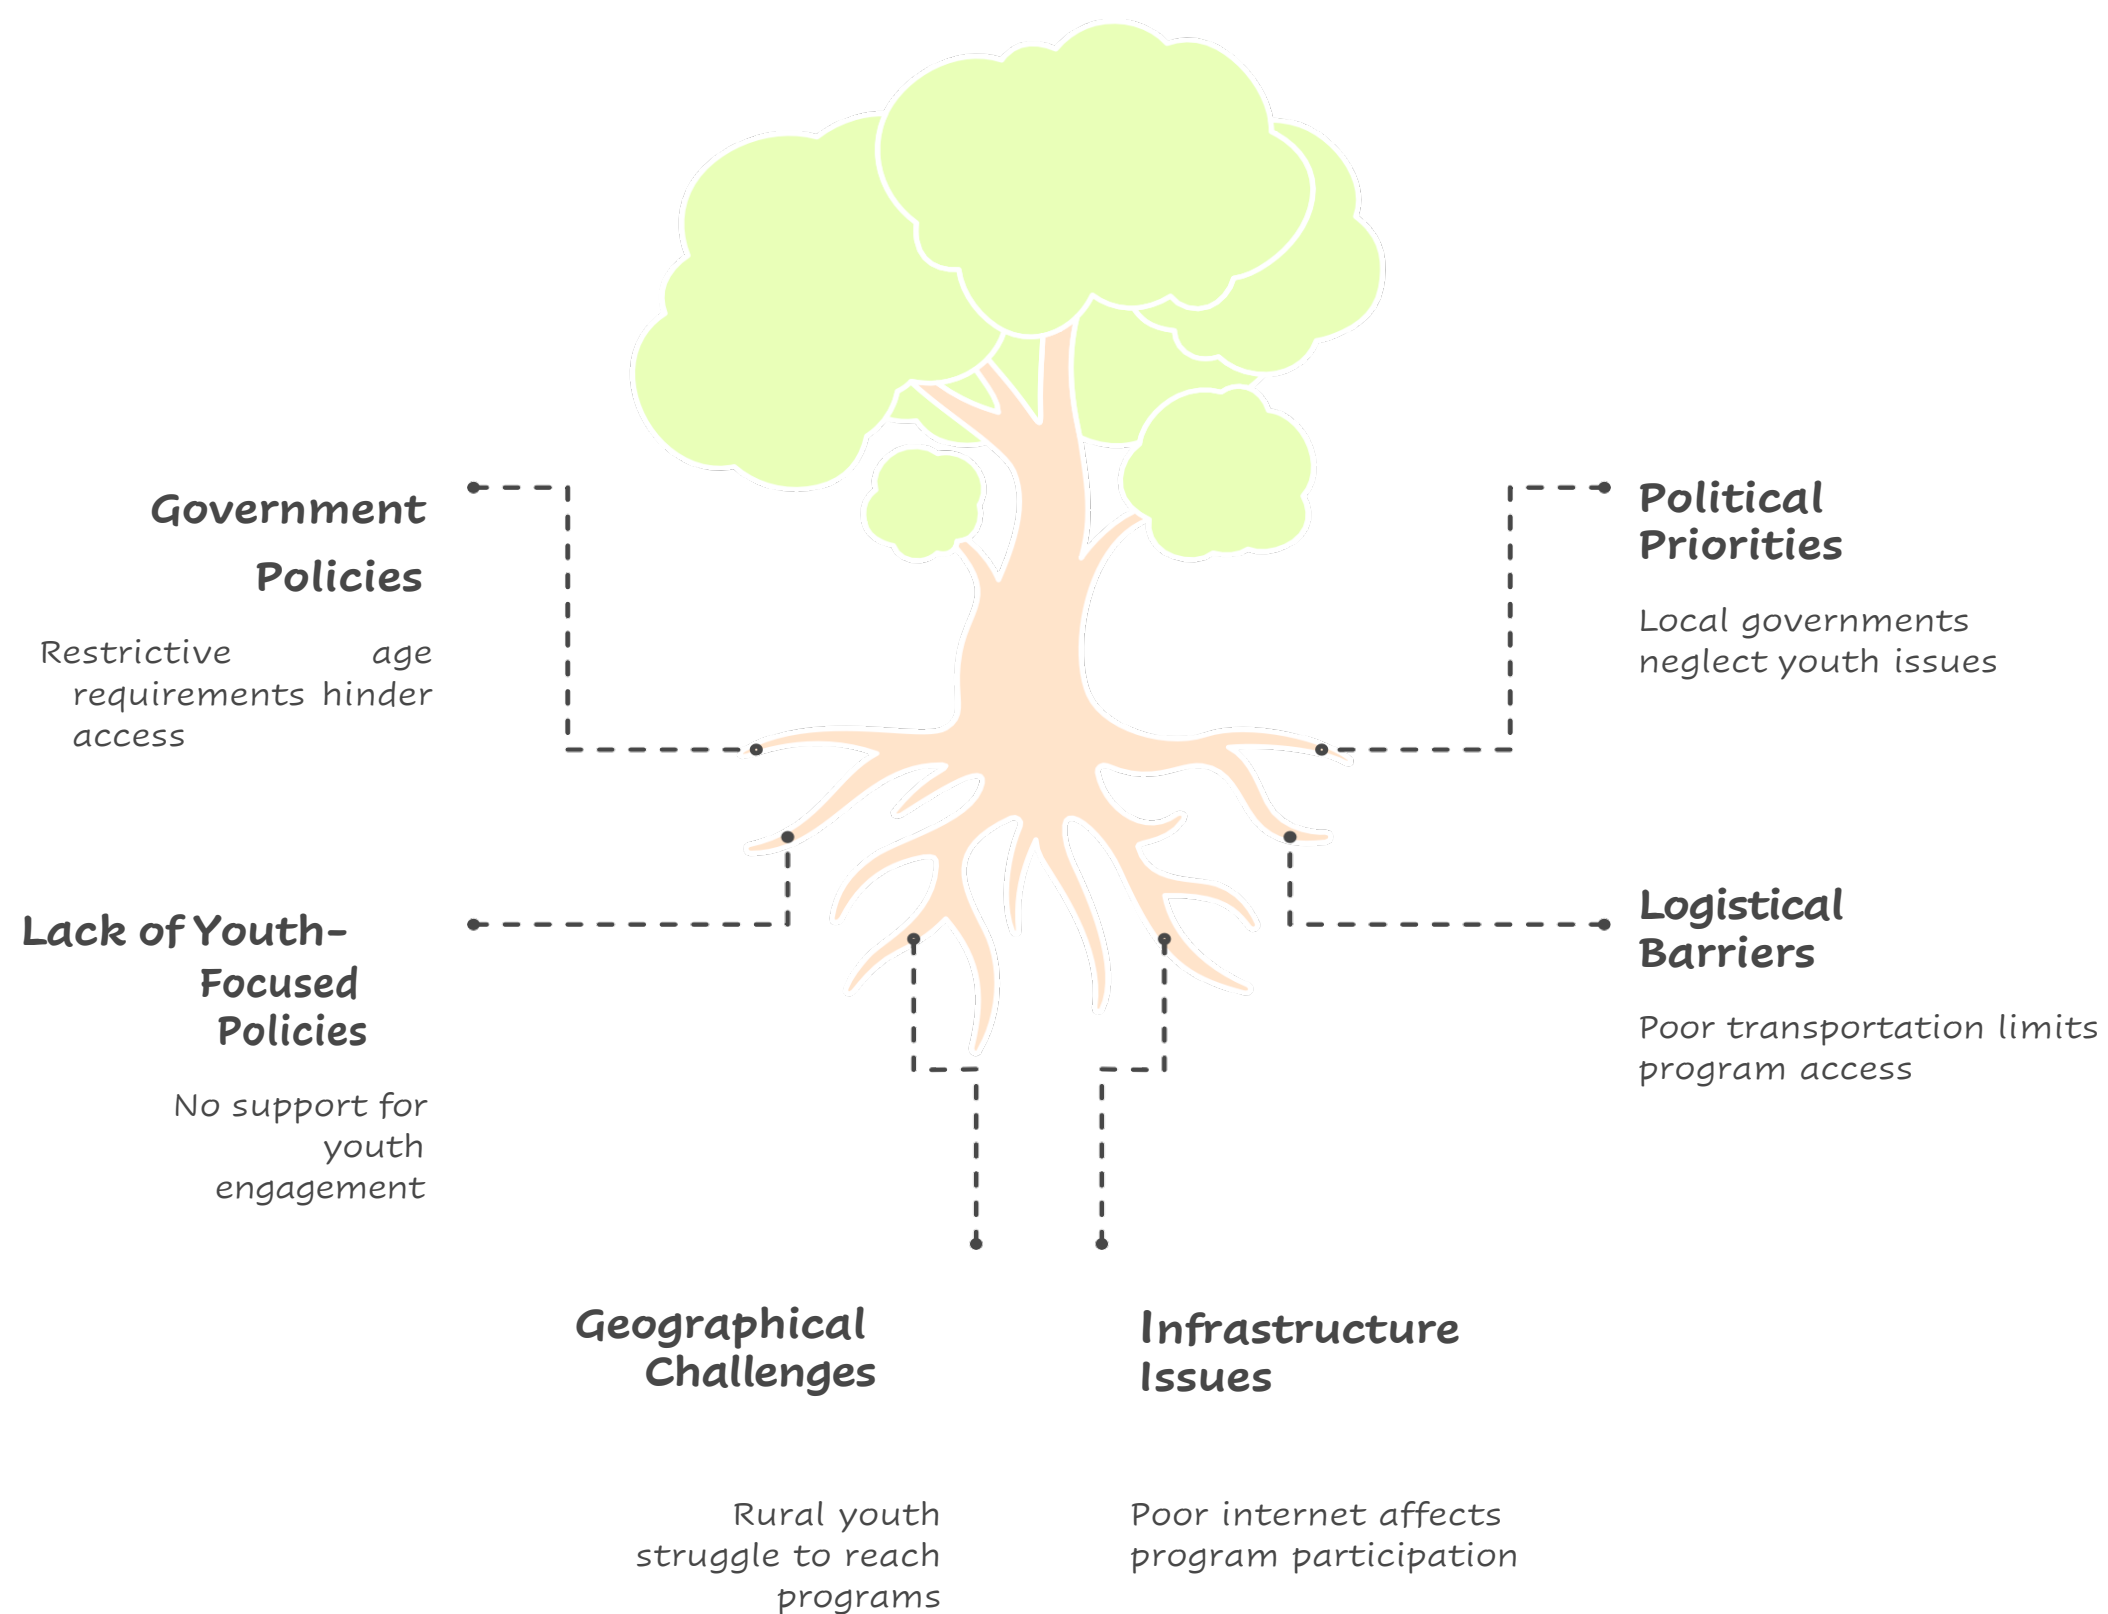 Government
Policies
Restrictive age
requirements hinder
access
Political
Priorities
Local governments
neglect youth issues
Lack of Youth-
Focused
Policies
No support for
youth
engagement
Logistical
Barriers
Poor transportation limits
program access
Geographical
Challenges
Rural youth
struggle to reach
programs
Infrastructure
Issues
Poor internet affects
program participation